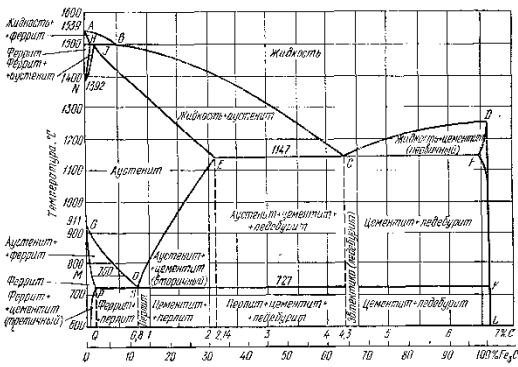 Температура, °C
1600
1539
1500
1400
1300
1200
1100
1000
911
900
800
700
600
Жидкость+
+феррит
Феррит
Феррит+
+аустенит
N
1392
A
H
J
B
Жидкость
Жидкость+аустенит
D
Жидкость+цементит
(первичный)
1147
E
C
F
Аустенит
Аустенит+цементит+
+ледебурит
Цементит+ледебурит
Эвтектика (ледебурит)
G
Аустенит+
+феррит
M
760
O
Аустенит+
+цементит
(вторичный)
727
Феррит
Феррит+
+цементит
(третичный)
P
Феррит+
перлит
Перлит
Цементит+
перлит
Перлит+цементит+
+ледебурит
Цементит+ледебурит
L
0 Q 0,8 1 2 2,14 3 4 4,3 5 6 7%C
0 10 20 30 40 50 60 70 80 90 100%Fe3C